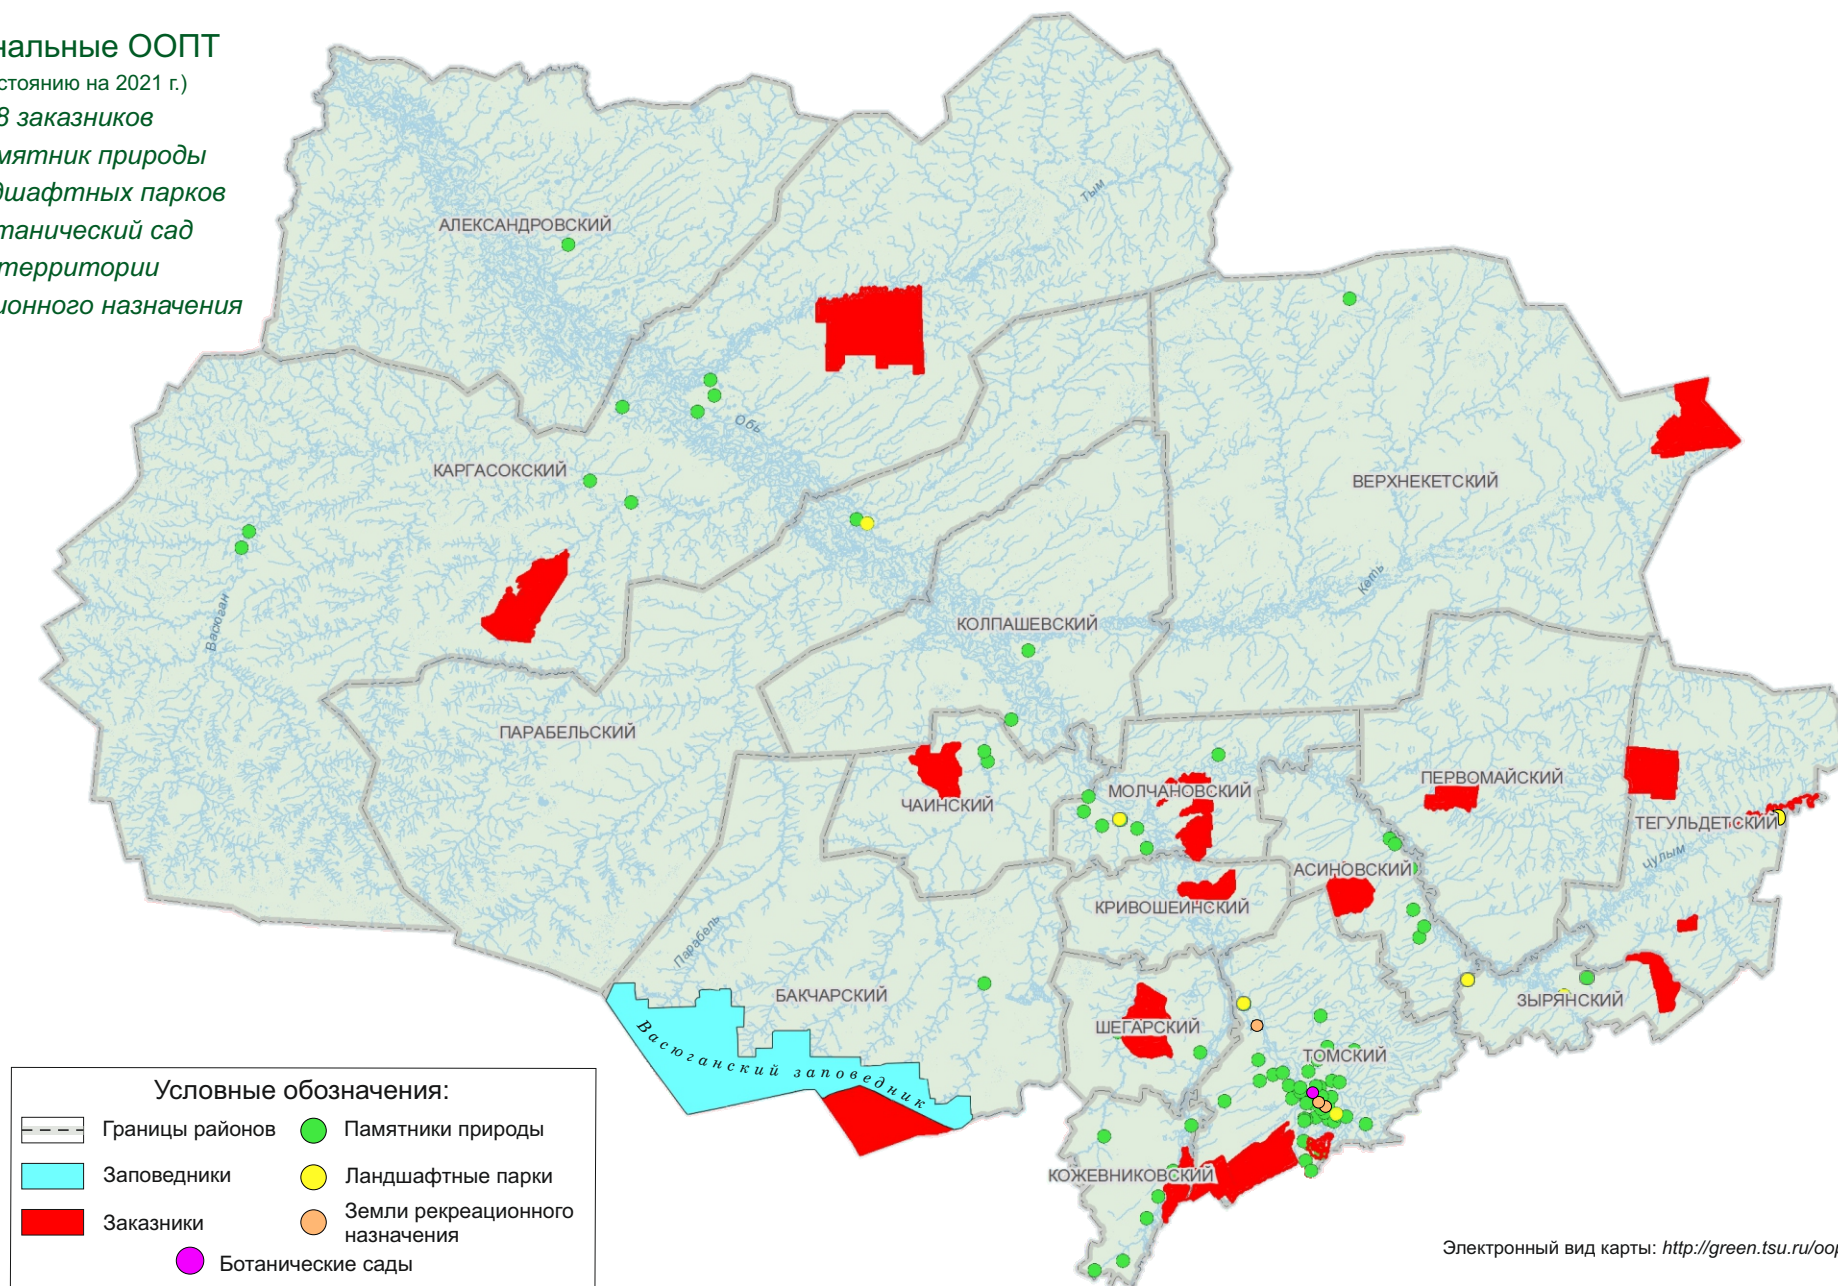 нальные ООПТ
стоянию на 2021 г.)
8 заказников
мятник природы
дшафтных парков
танический сад
территории
ионного назначения
АЛЕКСАНДРОВСКИЙ
Тым
Обь
КАРГАСОКСКИЙ
ВЕРХНЕКЕТСКИЙ
Васюган
Кеть
КОЛПАШЕВСКИЙ
ПАРАБЕЛЬСКИЙ
ЧАИНСКИЙ
МОЛЧАНОВСКИЙ
ПЕРВОМАЙСКИЙ
ТЕГУЛЬДЕТСКИЙ
Чулым
АСИНОВСКИЙ
КРИВОШЕИНСКИЙ
Парабель
БАКЧАРСКИЙ
ЗЫРЯНСКИЙ
ШЕГАРСКИЙ
ТОМСКИЙ
Васюганский заповедник
КОЖЕВНИКОВСКИЙ
Условные обозначения:
Границы районов
Памятники природы
Заповедники
Ландшафтные парки
Заказники
Земли рекреационного
назначения
Ботанические сады
Электронный вид карты: http://green.tsu.ru/oop